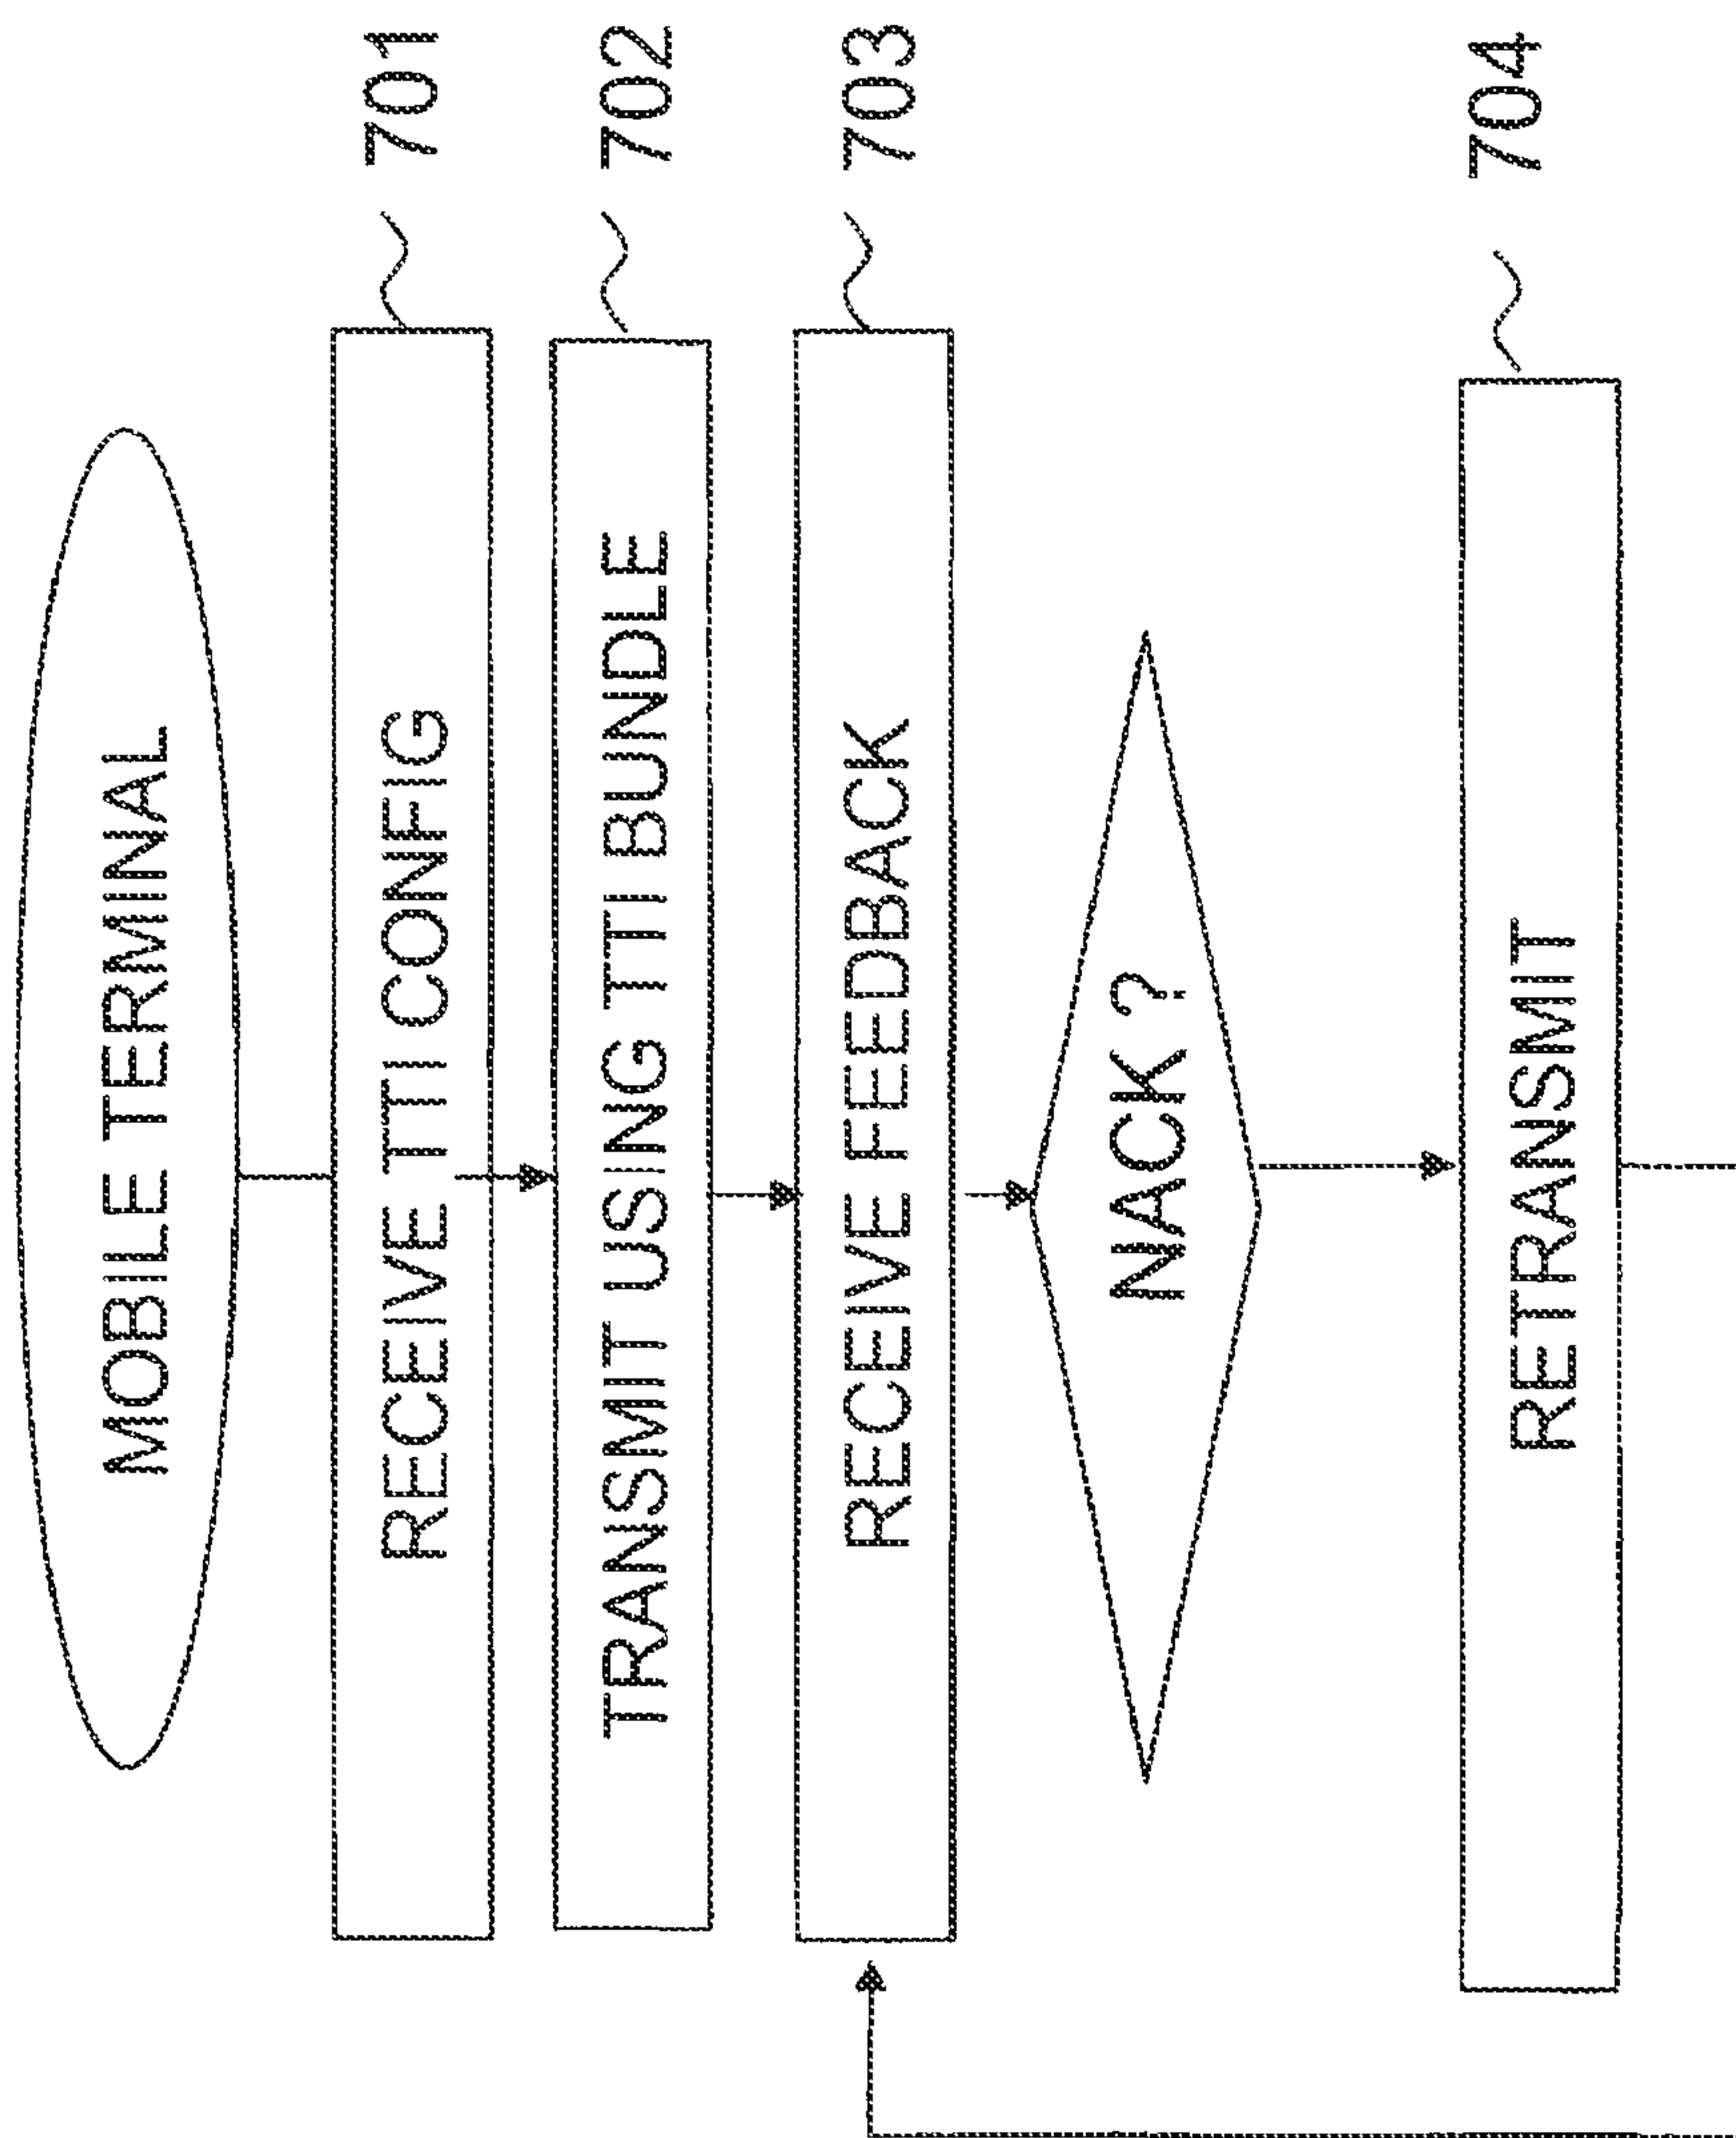 MOBILE TERMINAL
RECEIVE TTI CONFIG
701
TRANSMIT USING TTI BUNDLE
702
RECEIVE FEEDBACK
703
NACK ?
RETRANSMIT
704